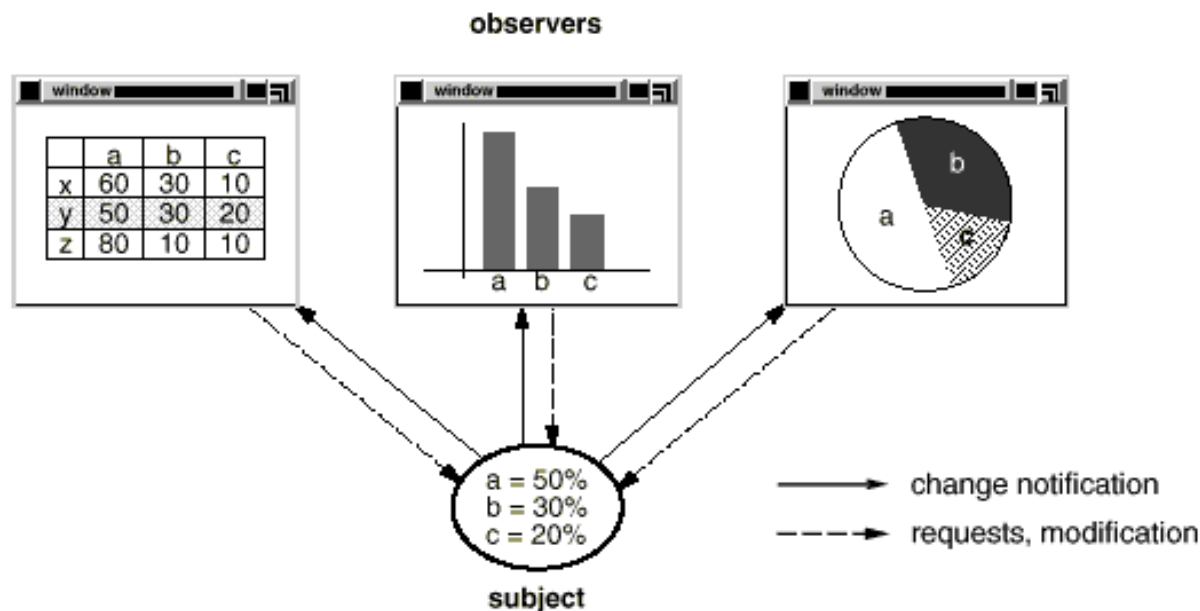 observers
window
a b c
x 60 30 10
y 50 30 20
z 80 10 10
window
a b c
window
a
b
c
a = 50%
b = 30%
c = 20%
subject
change notification
requests, modification